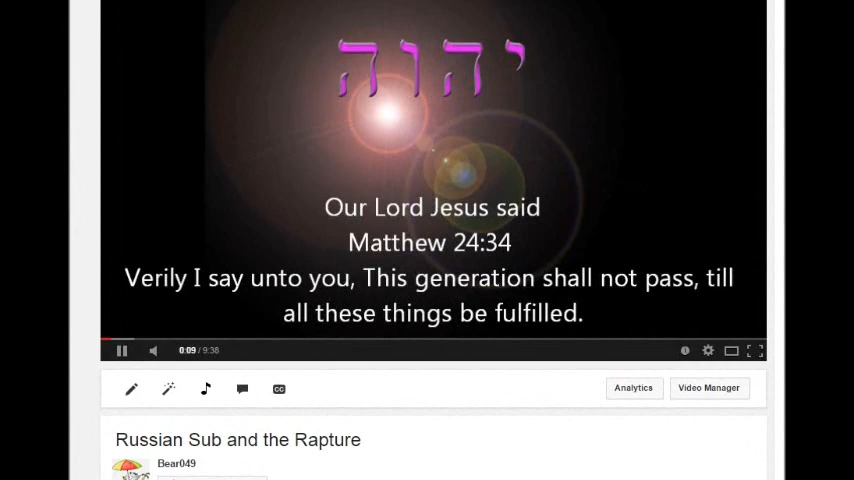 יהוה
Our Lord Jesus said
Matthew 24:34
Verily I say unto you, This generation shall not pass, till
all these things be fulfilled.
0:09 / 9:38
CC
Analytics
Video Manager
Russian Sub and the Rapture
Bear049